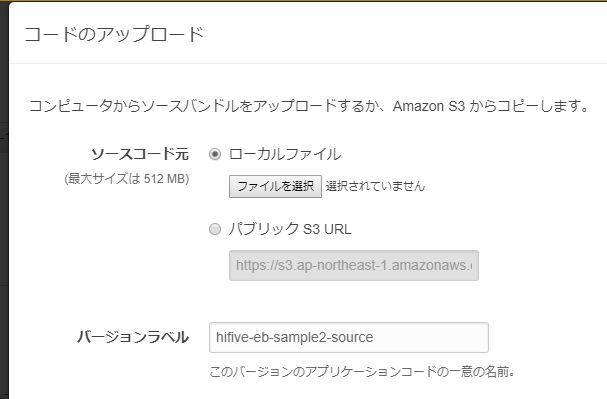 コードのアップロード
コンピュータからソースバンドルをアップロードするか、Amazon S3 からコピーします。
ソースコード元
ローカルファイル
(最大サイズは 512 MB)
ファイルを選択 選択されていません
パブリック S3 URL
https://s3.ap-northeast-1.amazonaws.
バージョンラベル
hifive-eb-sample2-source
このバージョンのアプリケーションコードの一意の名前。